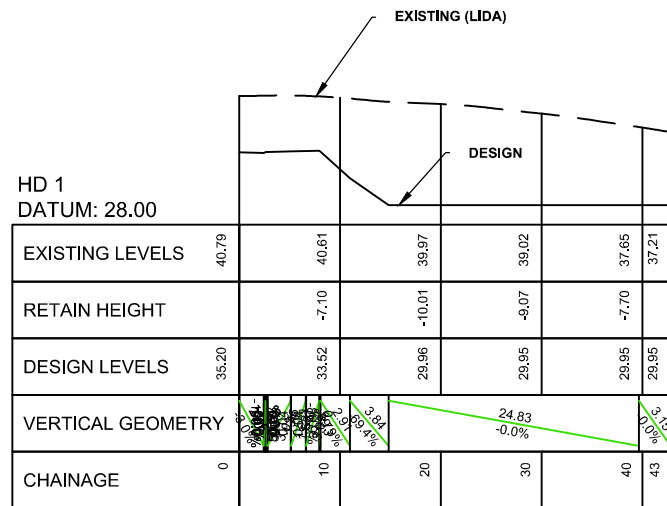 EXISTING (LIDA)
DESIGN
HD 1
DATUM: 28.00
EXISTING LEVELS 40.79 40.61 39.97 39.02 37.65 37.21
RETAIN HEIGHT -7.10 -10.01 -9.07 -7.70
DESIGN LEVELS 35.20 33.52 29.96 29.95 29.95 29.95
VERTICAL GEOMETRY 3.84 69.4% 24.83 -0.0%
CHAINAGE 0 10 20 30 40 43